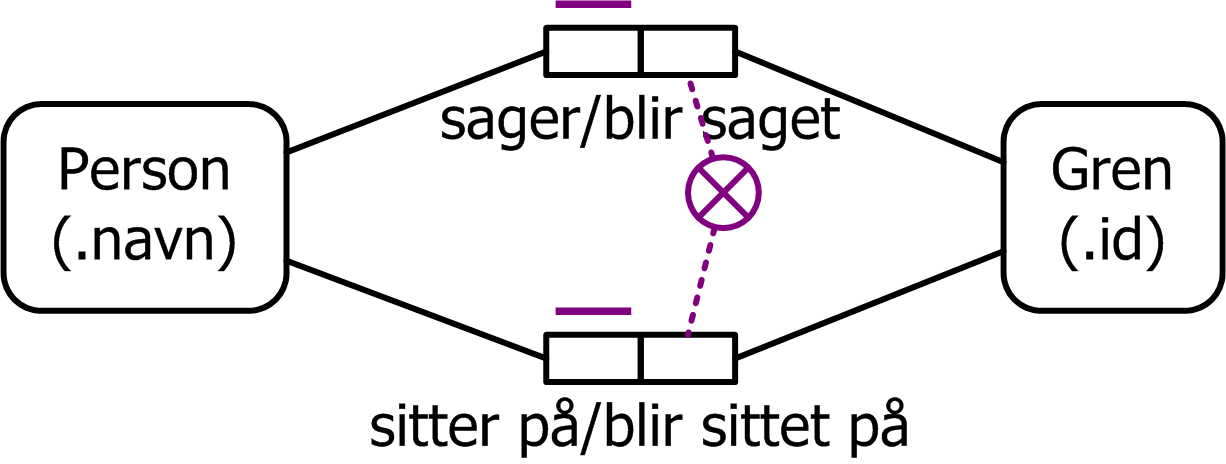 sager/blir saget
Person
(.navn)
Gren
(.id)
sitter på/blir sittet på